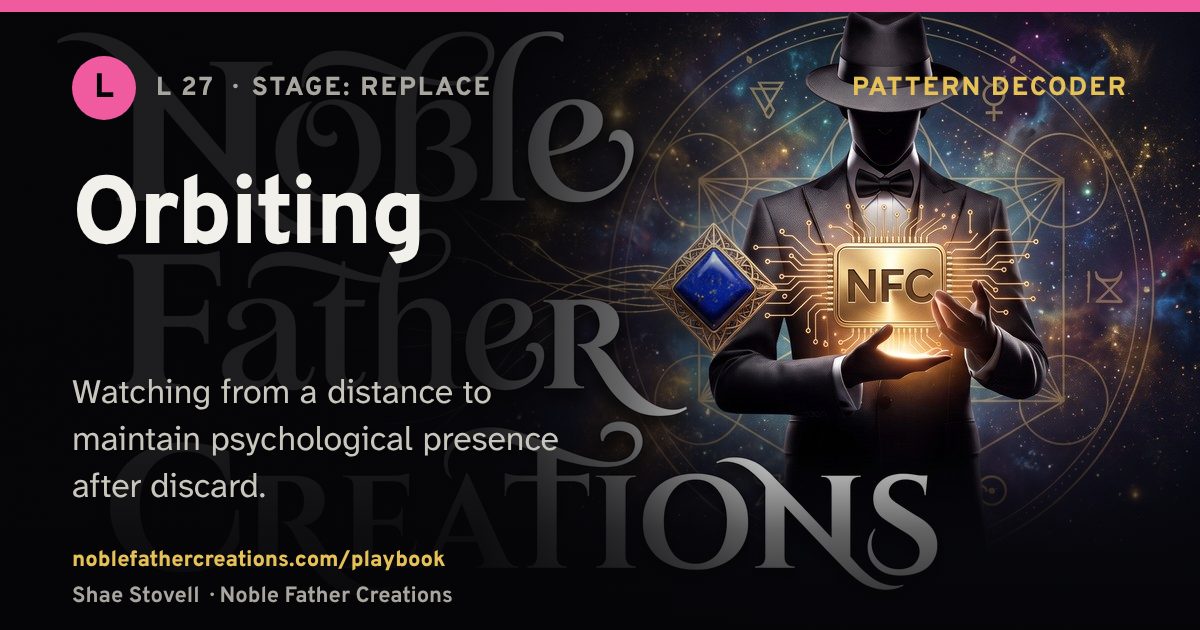 L
L 27 · STAGE: REPLACE
PATTERN DECODER
Noble
Father
Creations
Orbiting
NFC
Watching from a distance to
maintain psychological presence
after discard.
noblefathercreations.com/playbook
Shae Stovell · Noble Father Creations